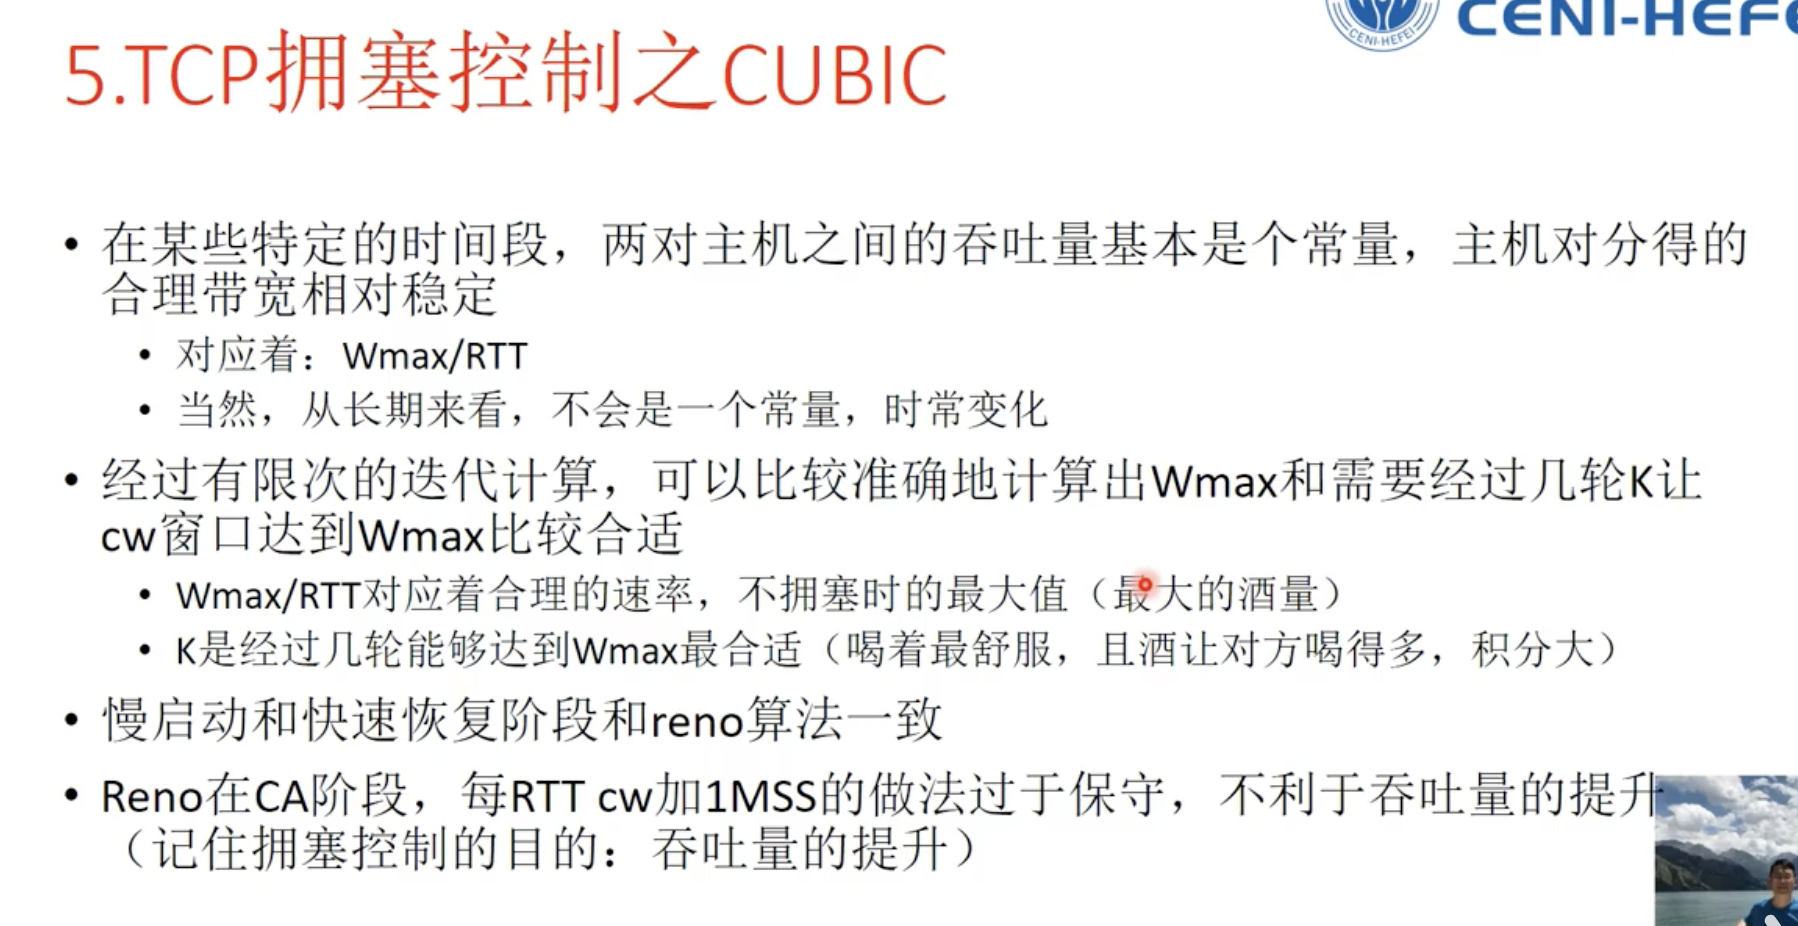 CENI-HEFE
CENI-HEFEI
5.TCP拥塞控制之CUBIC
• 在某些特定的时间段，两对主机之间的吞吐量基本是个常量，主机对分得的
合理带宽相对稳定
• 对应着：Wmax/RTT
• 当然，从长期来看，不会是一个常量，时常变化
• 经过有限次的迭代计算，可以比较准确地计算出Wmax和需要经过几轮K让
cw窗口达到Wmax比较合适
• Wmax/RTT对应着合理的速率，不拥塞时的最大值（最大的酒量）
• K是经过几轮能够达到Wmax最合适（喝着最舒服，且酒让对方喝得多，积分大）
• 慢启动和快速恢复阶段和reno算法一致
• Reno在CA阶段，每RTT cw加1MSS的做法过于保守，不利于吞吐量的提升
（记住拥塞控制的目的：吞吐量的提升）